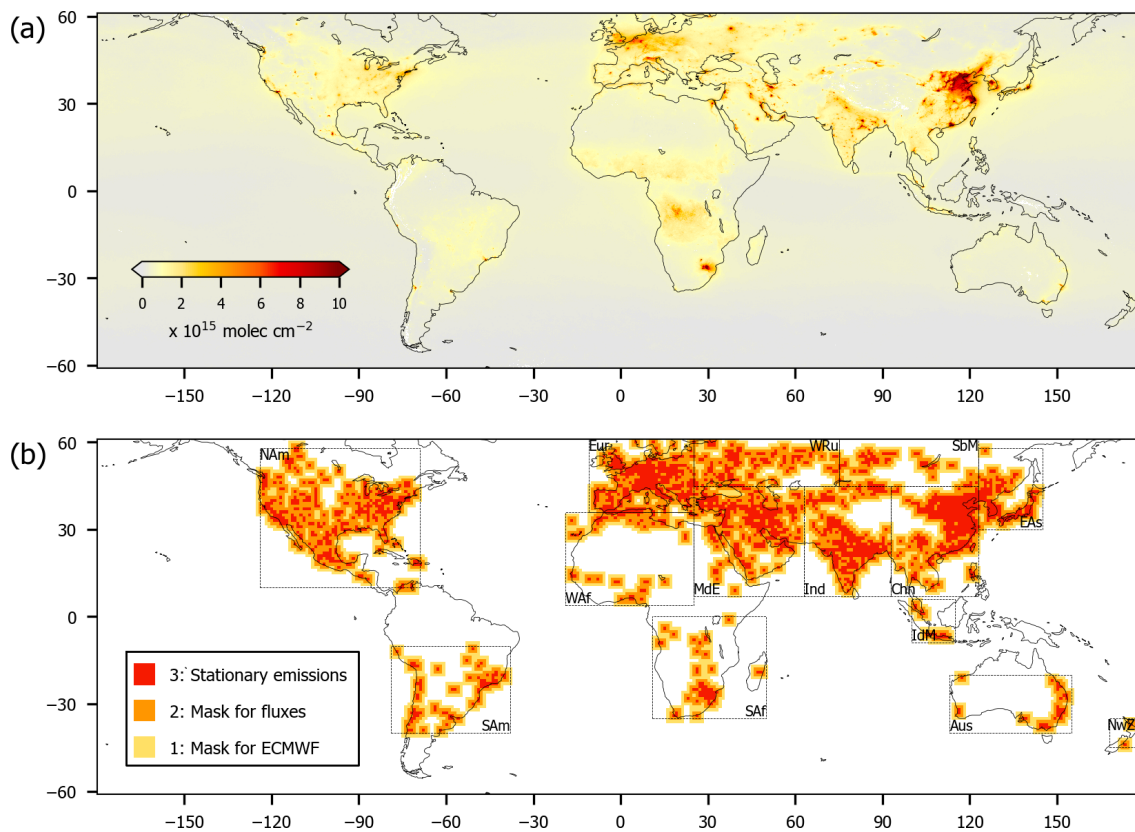 (a)
60
30
0
−30
−60
0 2 4 6 8 10
x 10¹⁵ molec cm⁻²
−150 −120 −90 −60 −30 0 30 60 90 120 150
(b)
60
30
0
−30
−60
NAm
Eur
WRu
SbM
EAs
WAf
MdE
Ind
Chn
IdM
SAm
SAf
Aus
NwZ
3: Stationary emissions
2: Mask for fluxes
1: Mask for ECMWF
−150 −120 −90 −60 −30 0 30 60 90 120 150